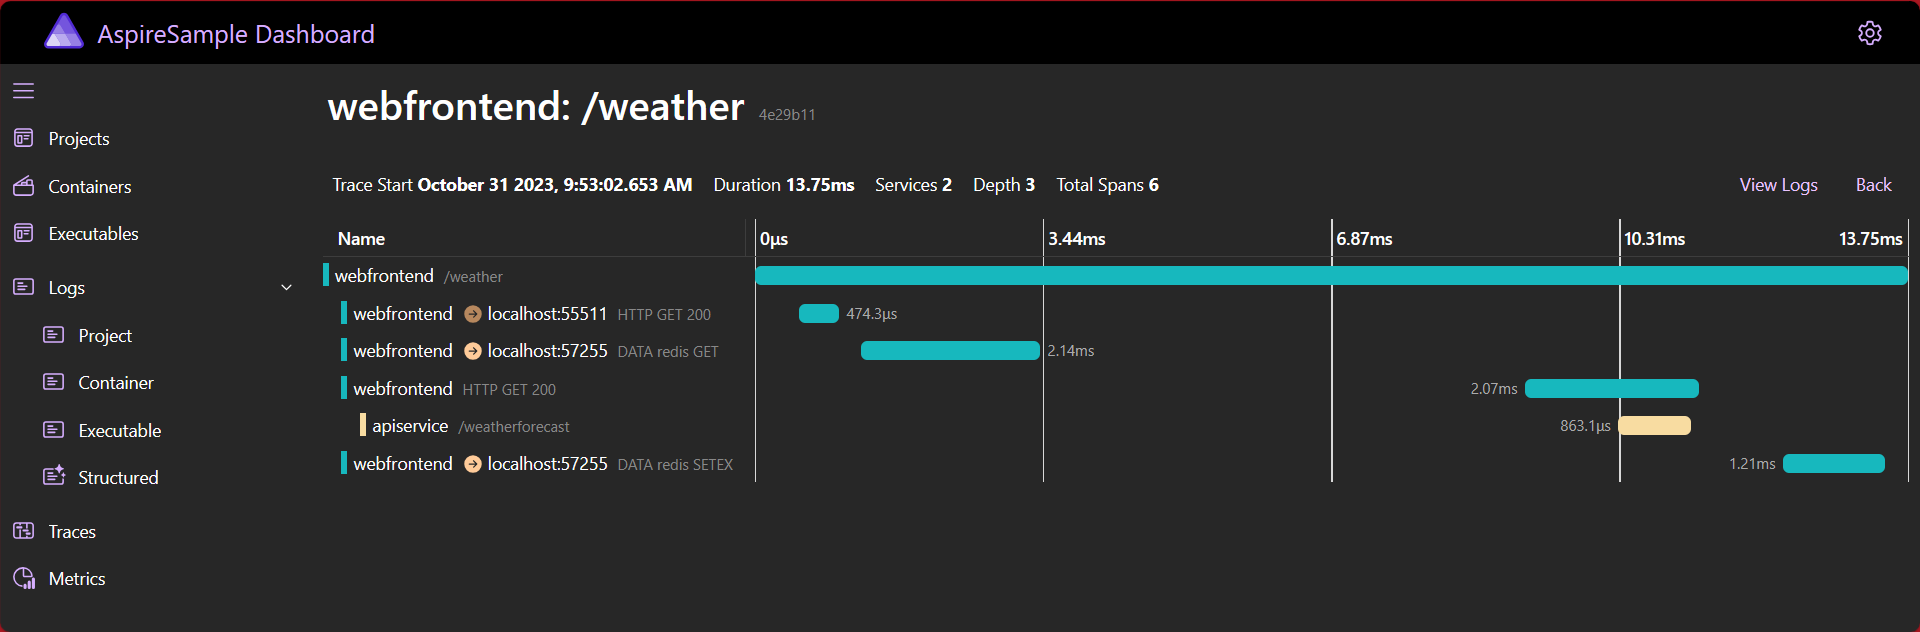 AspireSample Dashboard
Projects
Containers
Executables
Logs
Project
Container
Executable
Structured
Traces
Metrics
webfrontend: /weather 4e29b11
Trace Start October 31 2023, 9:53:02.653 AM Duration 13.75ms Services 2 Depth 3 Total Spans 6 View Logs Back
Name 0µs 3.44ms 6.87ms 10.31ms 13.75ms
webfrontend /weather
webfrontend localhost:55511 HTTP GET 200 474.3µs
webfrontend localhost:57255 DATA redis GET 2.14ms
webfrontend HTTP GET 200 2.07ms
apiservice /weatherforecast 863.1µs
webfrontend localhost:57255 DATA redis SETEX 1.21ms